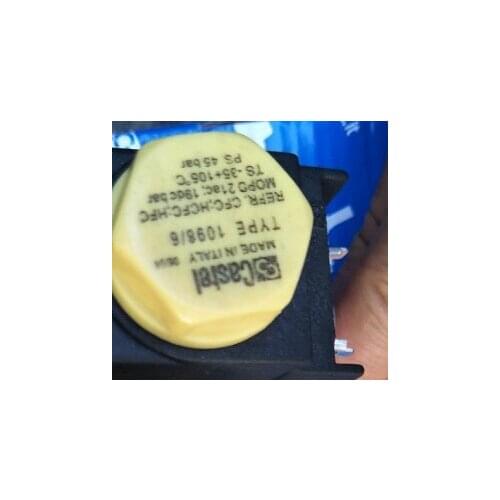 Castel
MADE IN ITALY
TYPE 1098/6
REFR. CFC;HCFC;HFC
MOPD 21ac; 19dc bar
TS -35+105°C
PS 45 bar